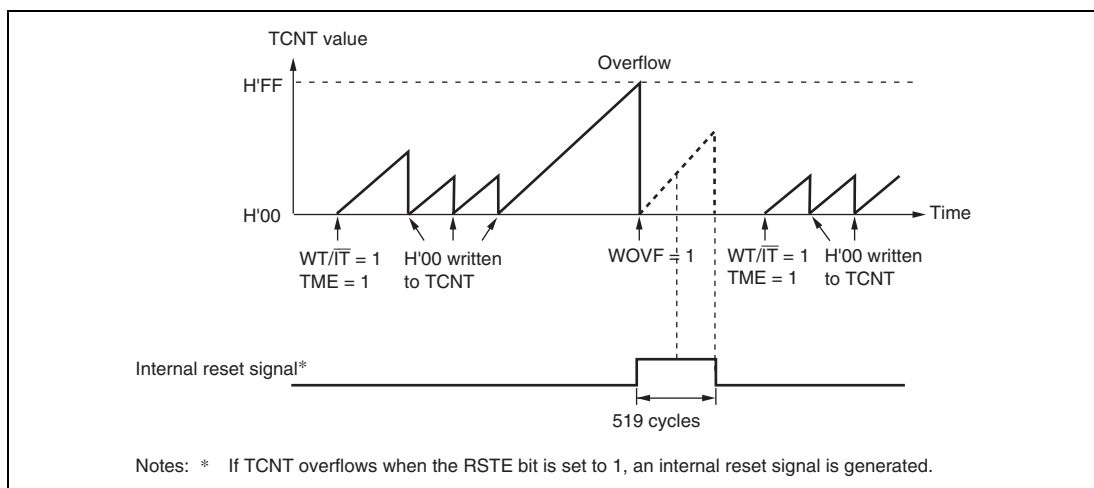 TCNT value
Overflow
H'FF
H'00
Time
WT/IT = 1
TME = 1
H'00 written
to TCNT
WOVF = 1
WT/IT = 1
TME = 1
H'00 written
to TCNT
Internal reset signal*
519 cycles
Notes: * If TCNT overflows when the RSTE bit is set to 1, an internal reset signal is generated.